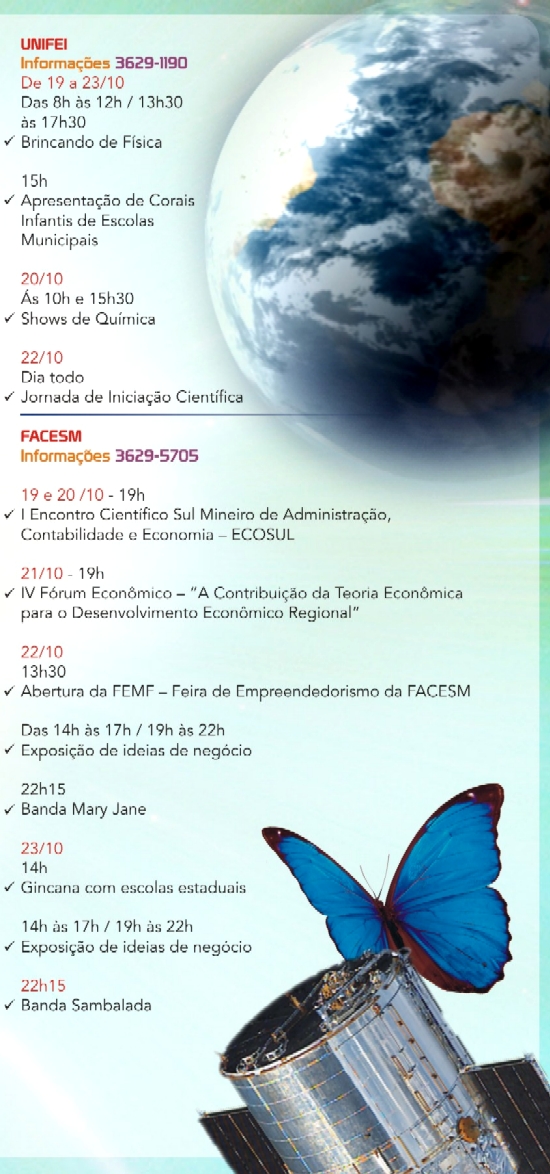 UNIFEI
Informações 3629-1190
De 19 a 23/10
Das 8h às 12h / 13h30
às 17h30
✓ Brincando de Física
15h
✓ Apresentação de Corais
Infantis de Escolas
Municipais
20/10
Ás 10h e 15h30
✓ Shows de Química
22/10
Dia todo
✓ Jornada de Iniciação Científica
FACESM
Informações 3629-5705
19 e 20 /10 - 19h
✓ I Encontro Científico Sul Mineiro de Administração,
Contabilidade e Economia – ECOSUL
21/10 - 19h
✓ IV Fórum Econômico – “A Contribuição da Teoria Econômica
para o Desenvolvimento Econômico Regional”
22/10
13h30
✓ Abertura da FEMF – Feira de Empreendedorismo da FACESM
Das 14h às 17h / 19h às 22h
✓ Exposição de ideias de negócio
22h15
✓ Banda Mary Jane
23/10
14h
✓ Gincana com escolas estaduais
14h às 17h / 19h às 22h
✓ Exposição de ideias de negócio
22h15
✓ Banda Sambalada